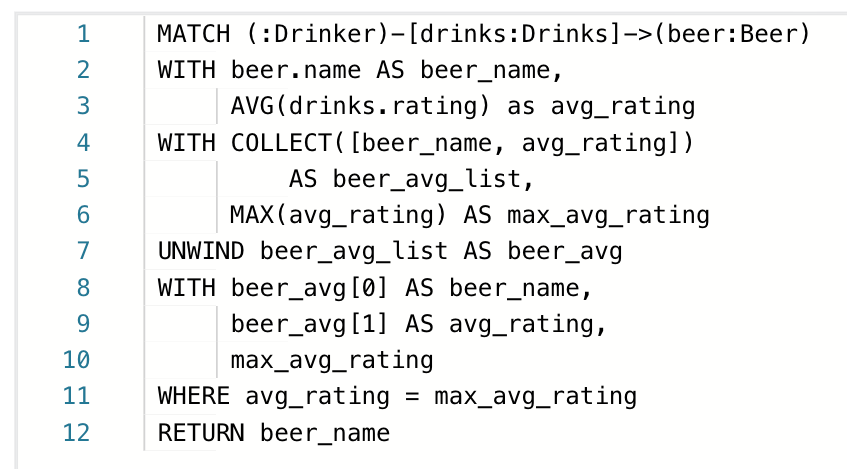 1 MATCH (:Drinker)-[drinks:Drinks]->(beer:Beer)
2 WITH beer.name AS beer_name,
3 AVG(drinks.rating) as avg_rating
4 WITH COLLECT([beer_name, avg_rating])
5 AS beer_avg_list,
6 MAX(avg_rating) AS max_avg_rating
7 UNWIND beer_avg_list AS beer_avg
8 WITH beer_avg[0] AS beer_name,
9 beer_avg[1] AS avg_rating,
10 max_avg_rating
11 WHERE avg_rating = max_avg_rating
12 RETURN beer_name